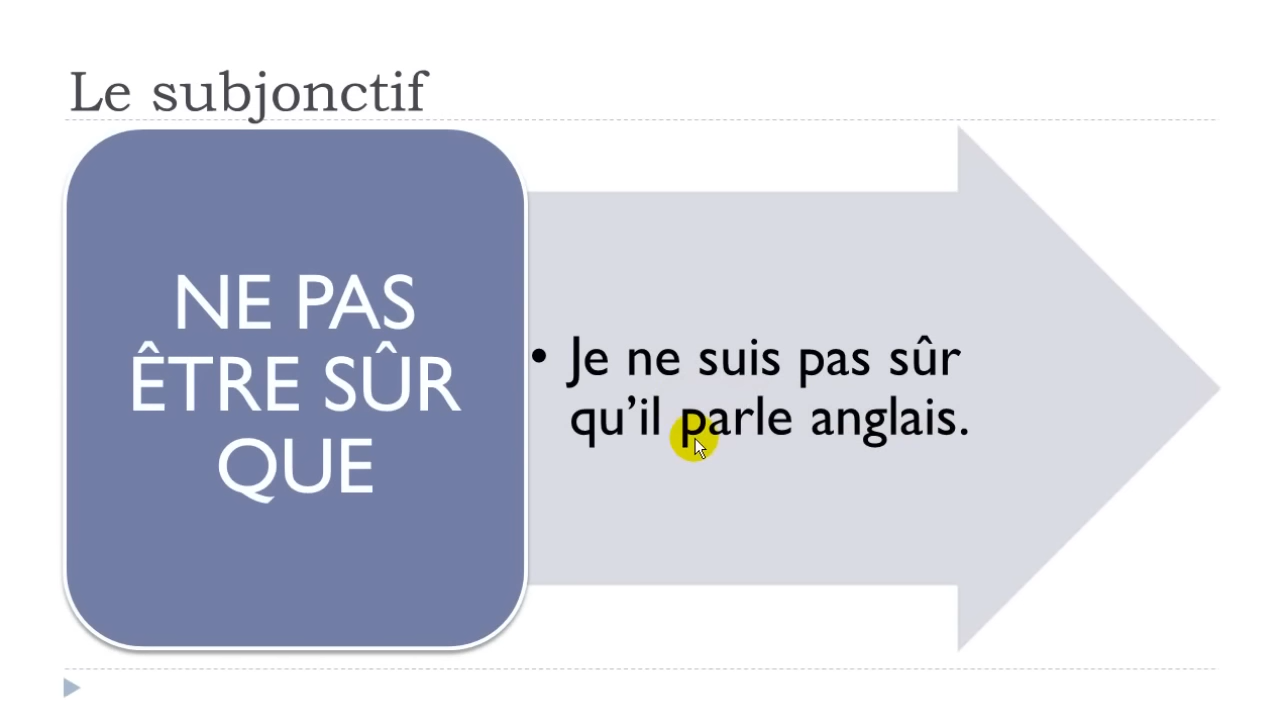 Le subjonctif
NE PAS
ÊTRE SÛR
QUE
• Je ne suis pas sûr
qu’il parle anglais.